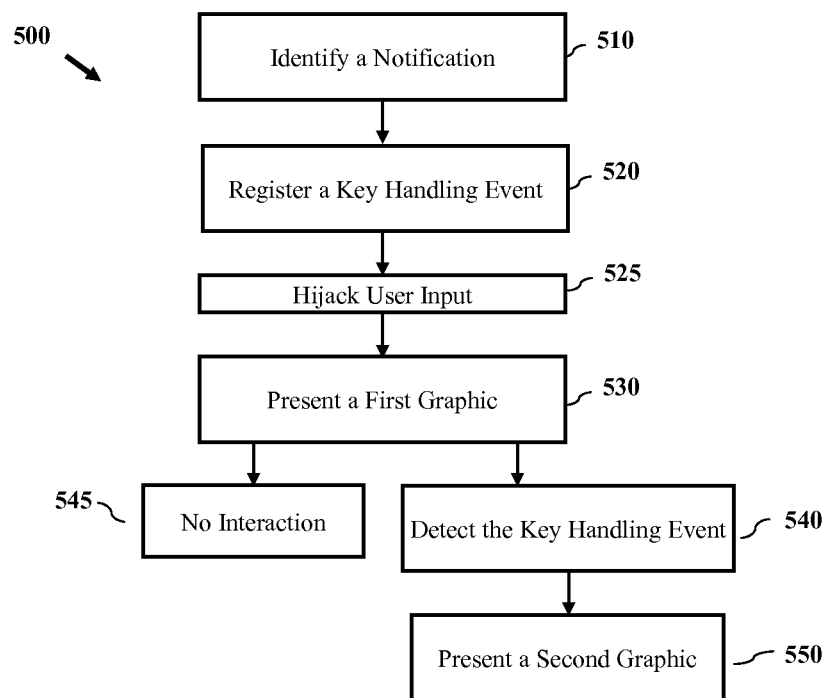 500
Identify a Notification
510
Register a Key Handling Event
520
Hijack User Input
525
Present a First Graphic
530
545
No Interaction
Detect the Key Handling Event
540
Present a Second Graphic
550